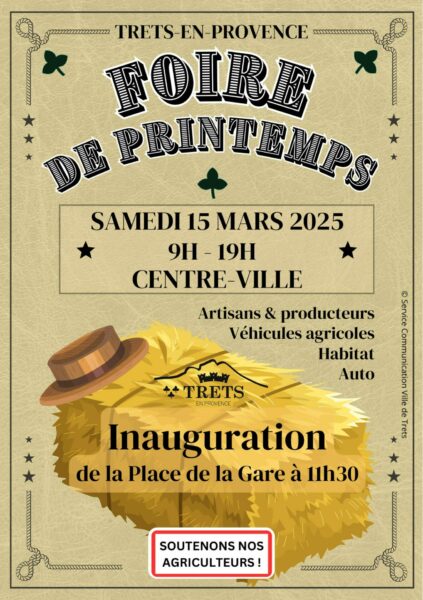 TRETS-EN-PROVENCE
FOIRE
DE PRINTEMPS
SAMEDI 15 MARS 2025
9H - 19H
CENTRE-VILLE
Artisans & producteurs
Véhicules agricoles
Habitat
Auto
© Service Communication Ville de Trets
TRETS
EN PROVENCE
Inauguration
de la Place de la Gare à 11h30
SOUTENONS NOS
AGRICULTEURS !